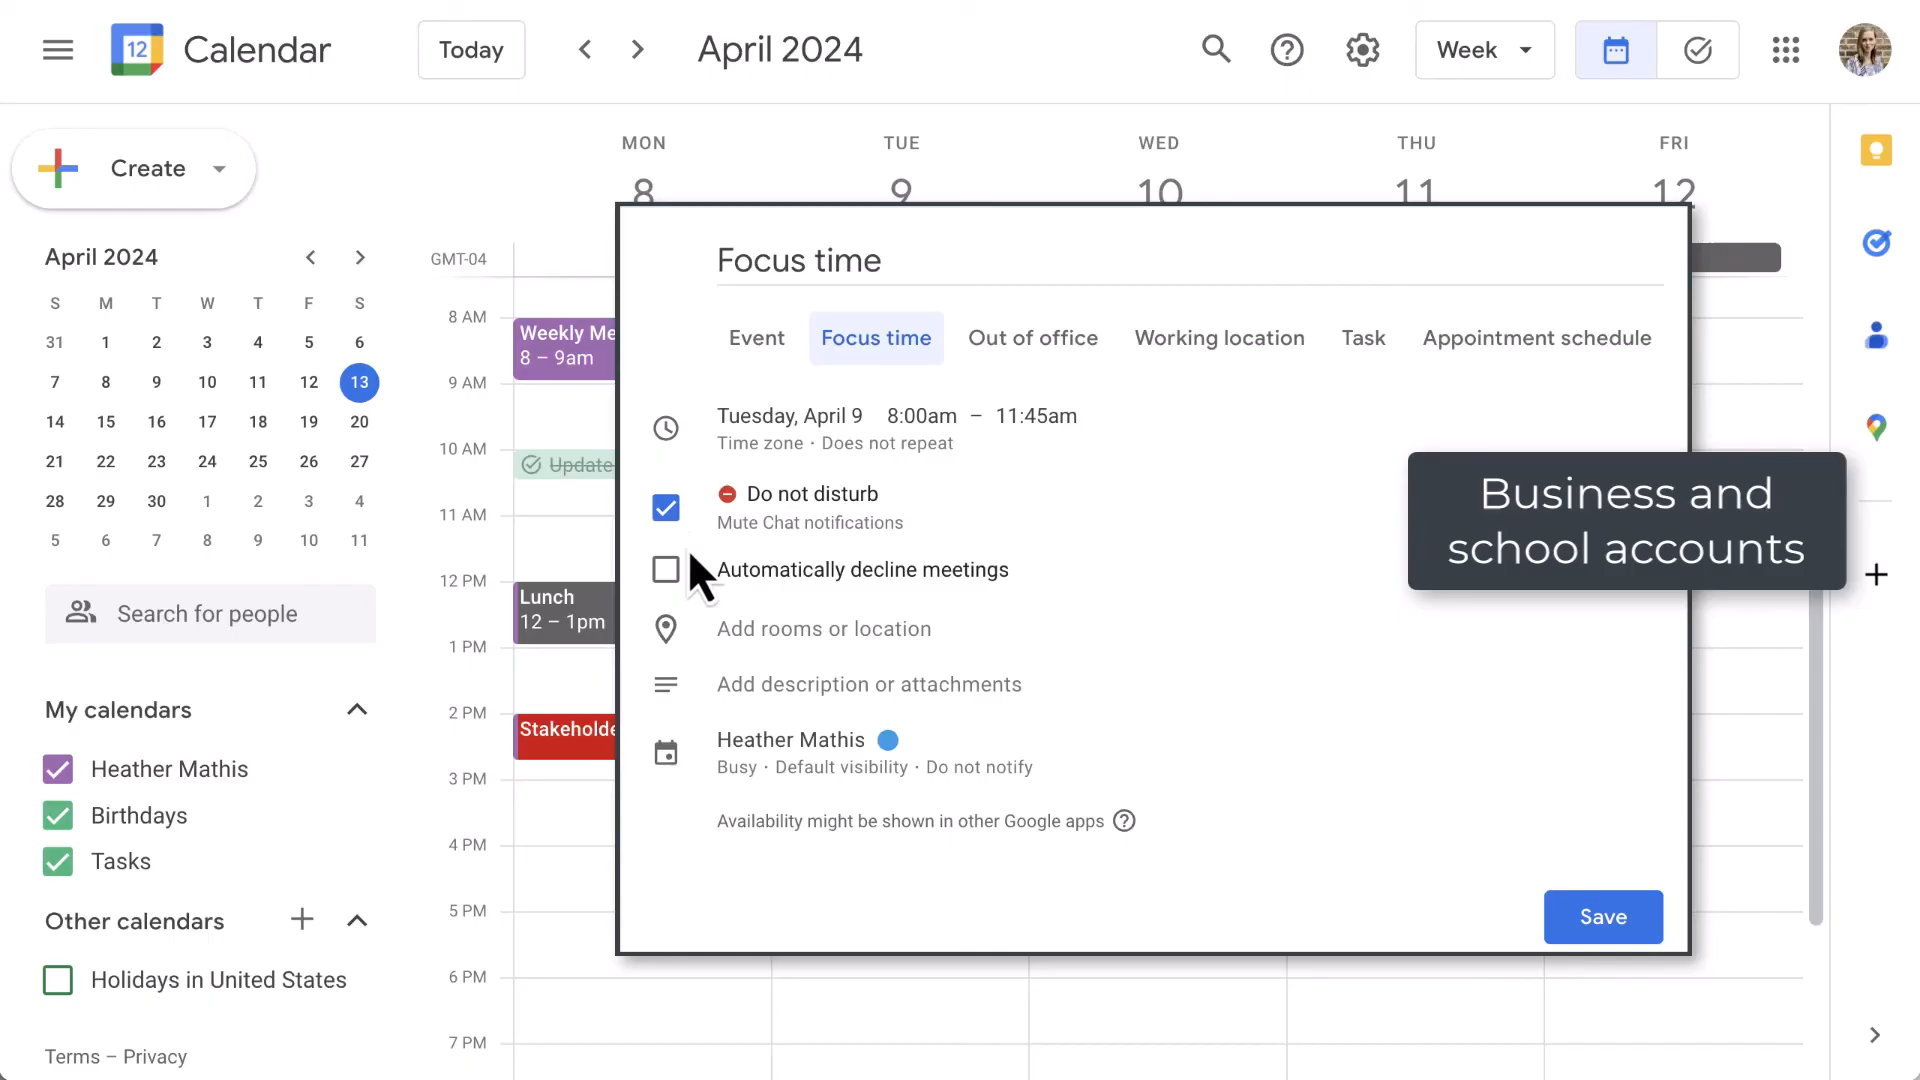 12
Calendar
Today
April 2024
Week
Create
April 2024
S M T W T F S
31 1 2 3 4 5 6
7 8 9 10 11 12 13
14 15 16 17 18 19 20
21 22 23 24 25 26 27
28 29 30 1 2 3 4
5 6 7 8 9 10 11
Search for people
My calendars
Heather Mathis
Birthdays
Tasks
Other calendars
Holidays in United States
Terms – Privacy
MON TUE WED THU FRI
8 9 10 11 12
GMT-04
8 AM
9 AM
10 AM
11 AM
12 PM
1 PM
2 PM
3 PM
4 PM
5 PM
6 PM
7 PM
Weekly Me
8 – 9am
Update
Lunch
12 – 1pm
Stakeholde
Focus time
Event Focus time Out of office Working location Task Appointment schedule
Tuesday, April 9 8:00am – 11:45am
Time zone · Does not repeat
Do not disturb
Mute Chat notifications
Automatically decline meetings
Add rooms or location
Add description or attachments
Heather Mathis
Busy · Default visibility · Do not notify
Availability might be shown in other Google apps
Save
Business and
school accounts